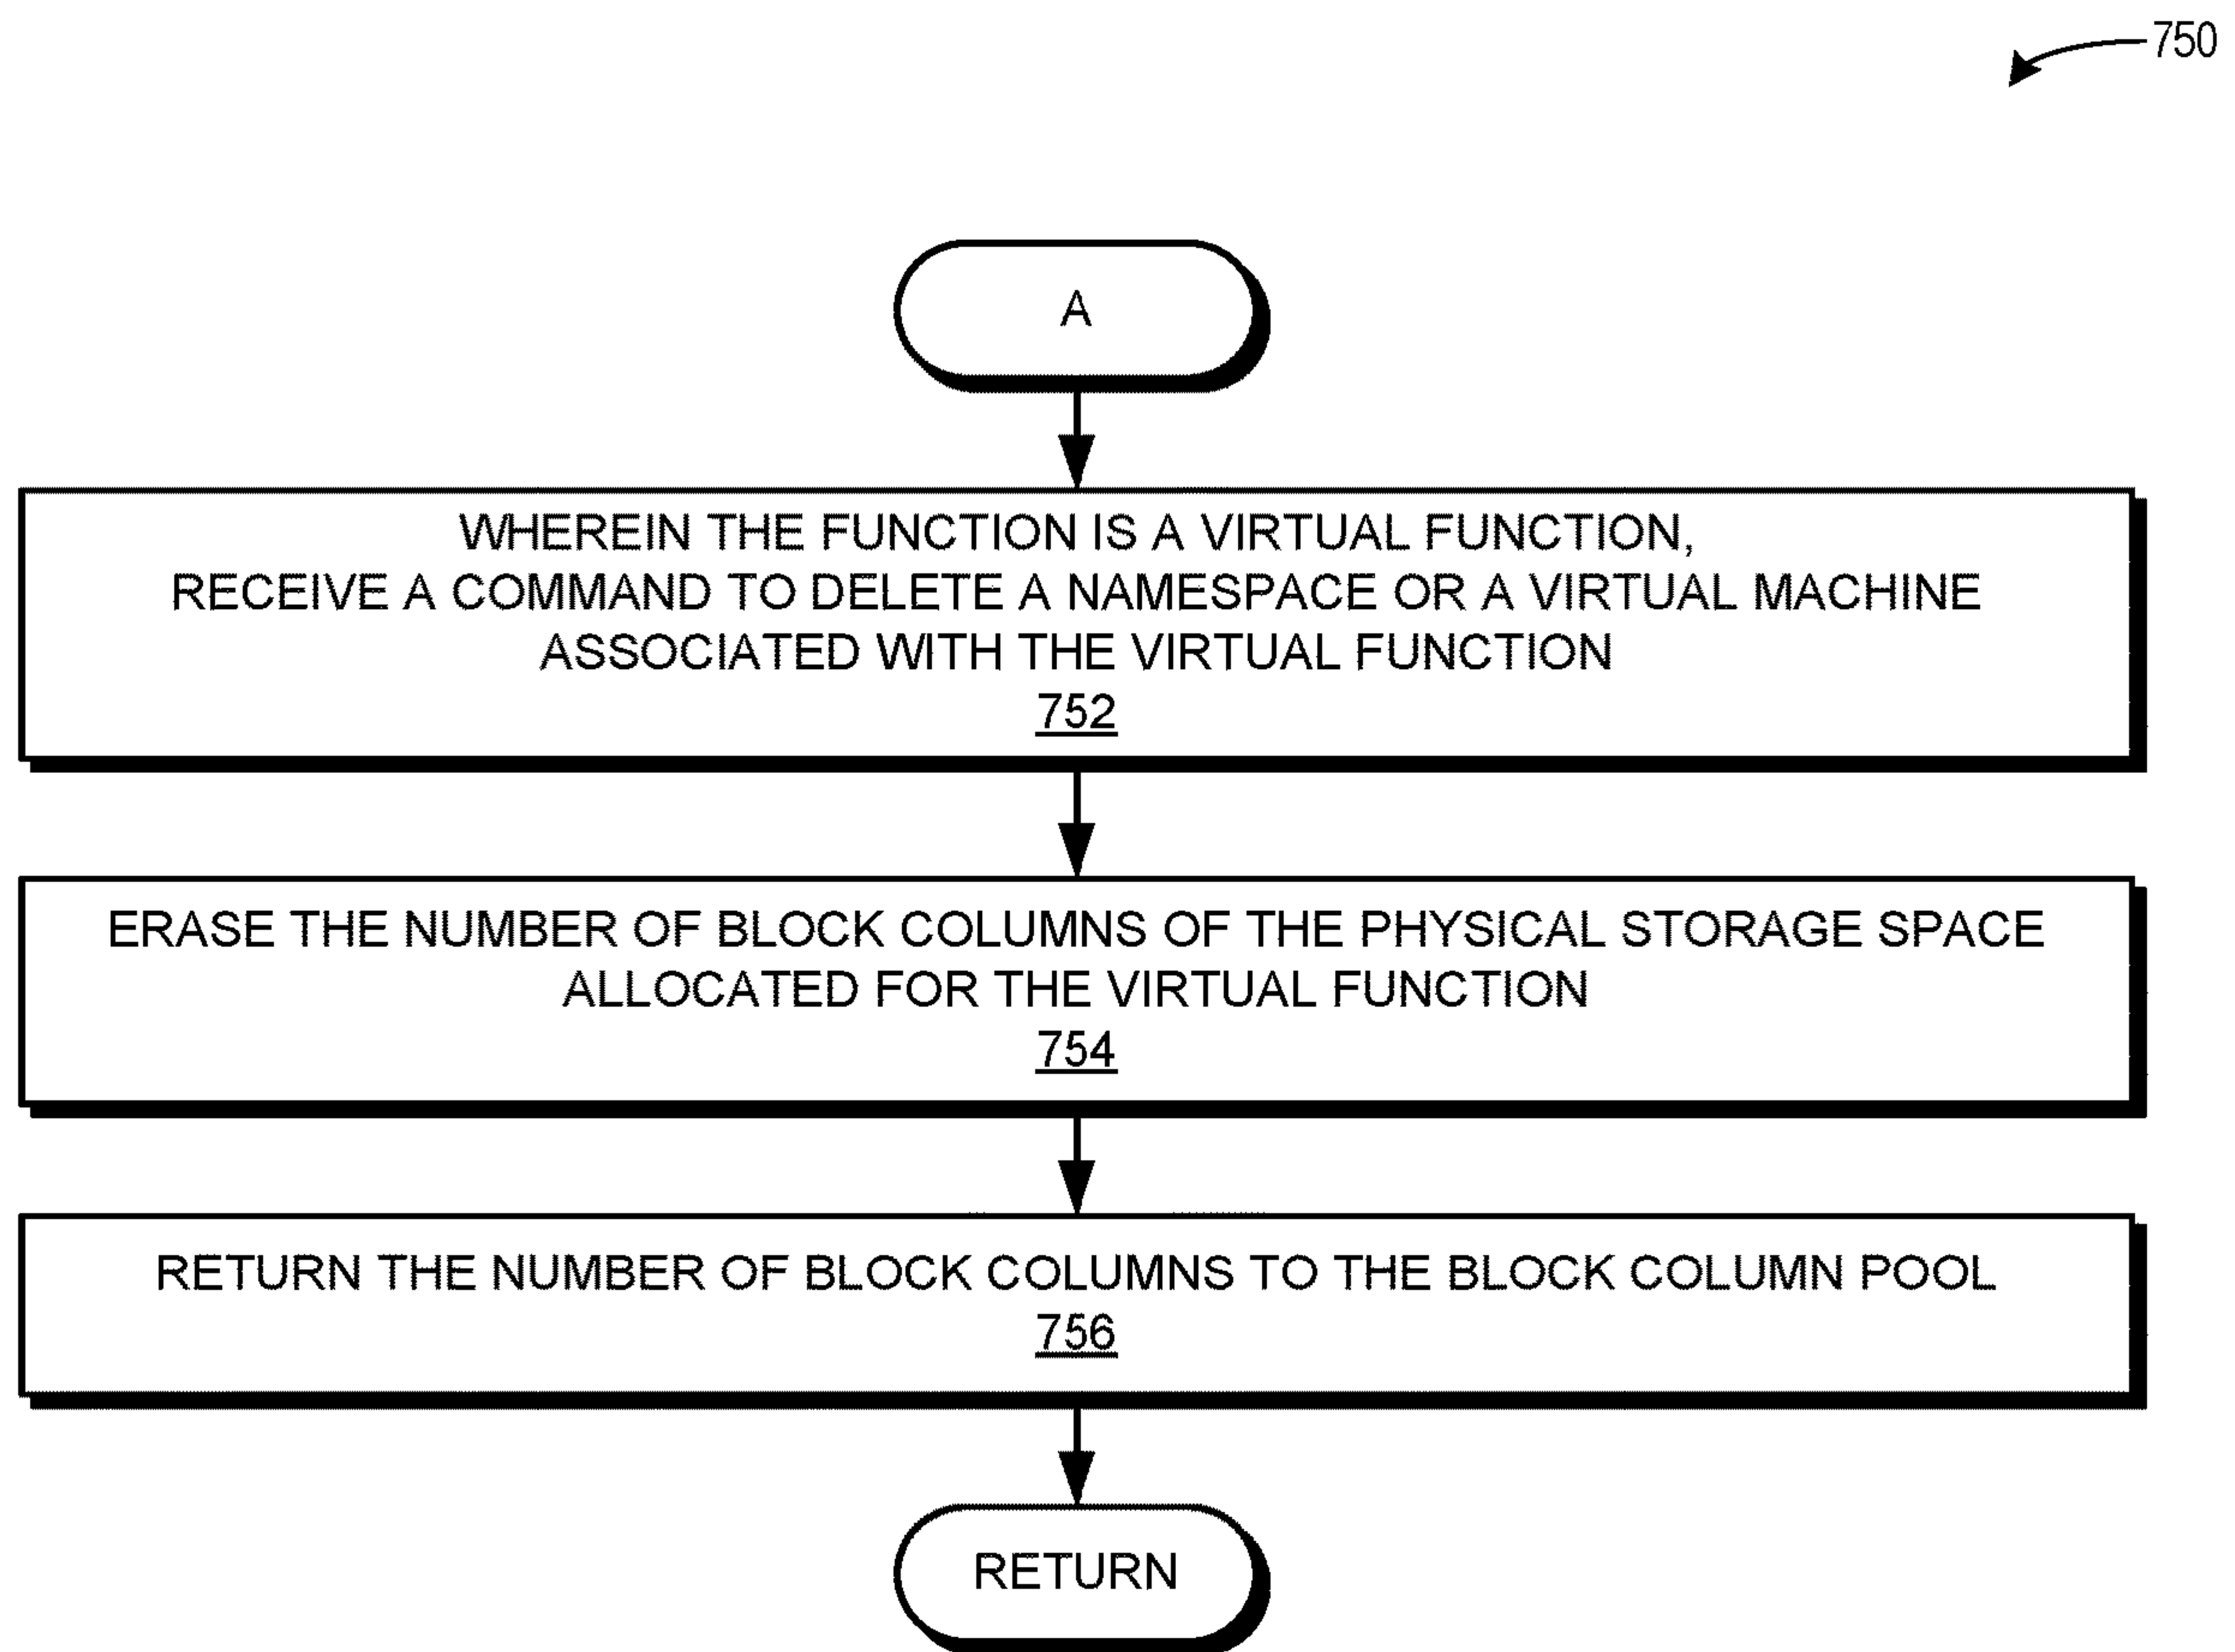 750
A
WHEREIN THE FUNCTION IS A VIRTUAL FUNCTION,
RECEIVE A COMMAND TO DELETE A NAMESPACE OR A VIRTUAL MACHINE
ASSOCIATED WITH THE VIRTUAL FUNCTION
752
ERASE THE NUMBER OF BLOCK COLUMNS OF THE PHYSICAL STORAGE SPACE
ALLOCATED FOR THE VIRTUAL FUNCTION
754
RETURN THE NUMBER OF BLOCK COLUMNS TO THE BLOCK COLUMN POOL
756
RETURN